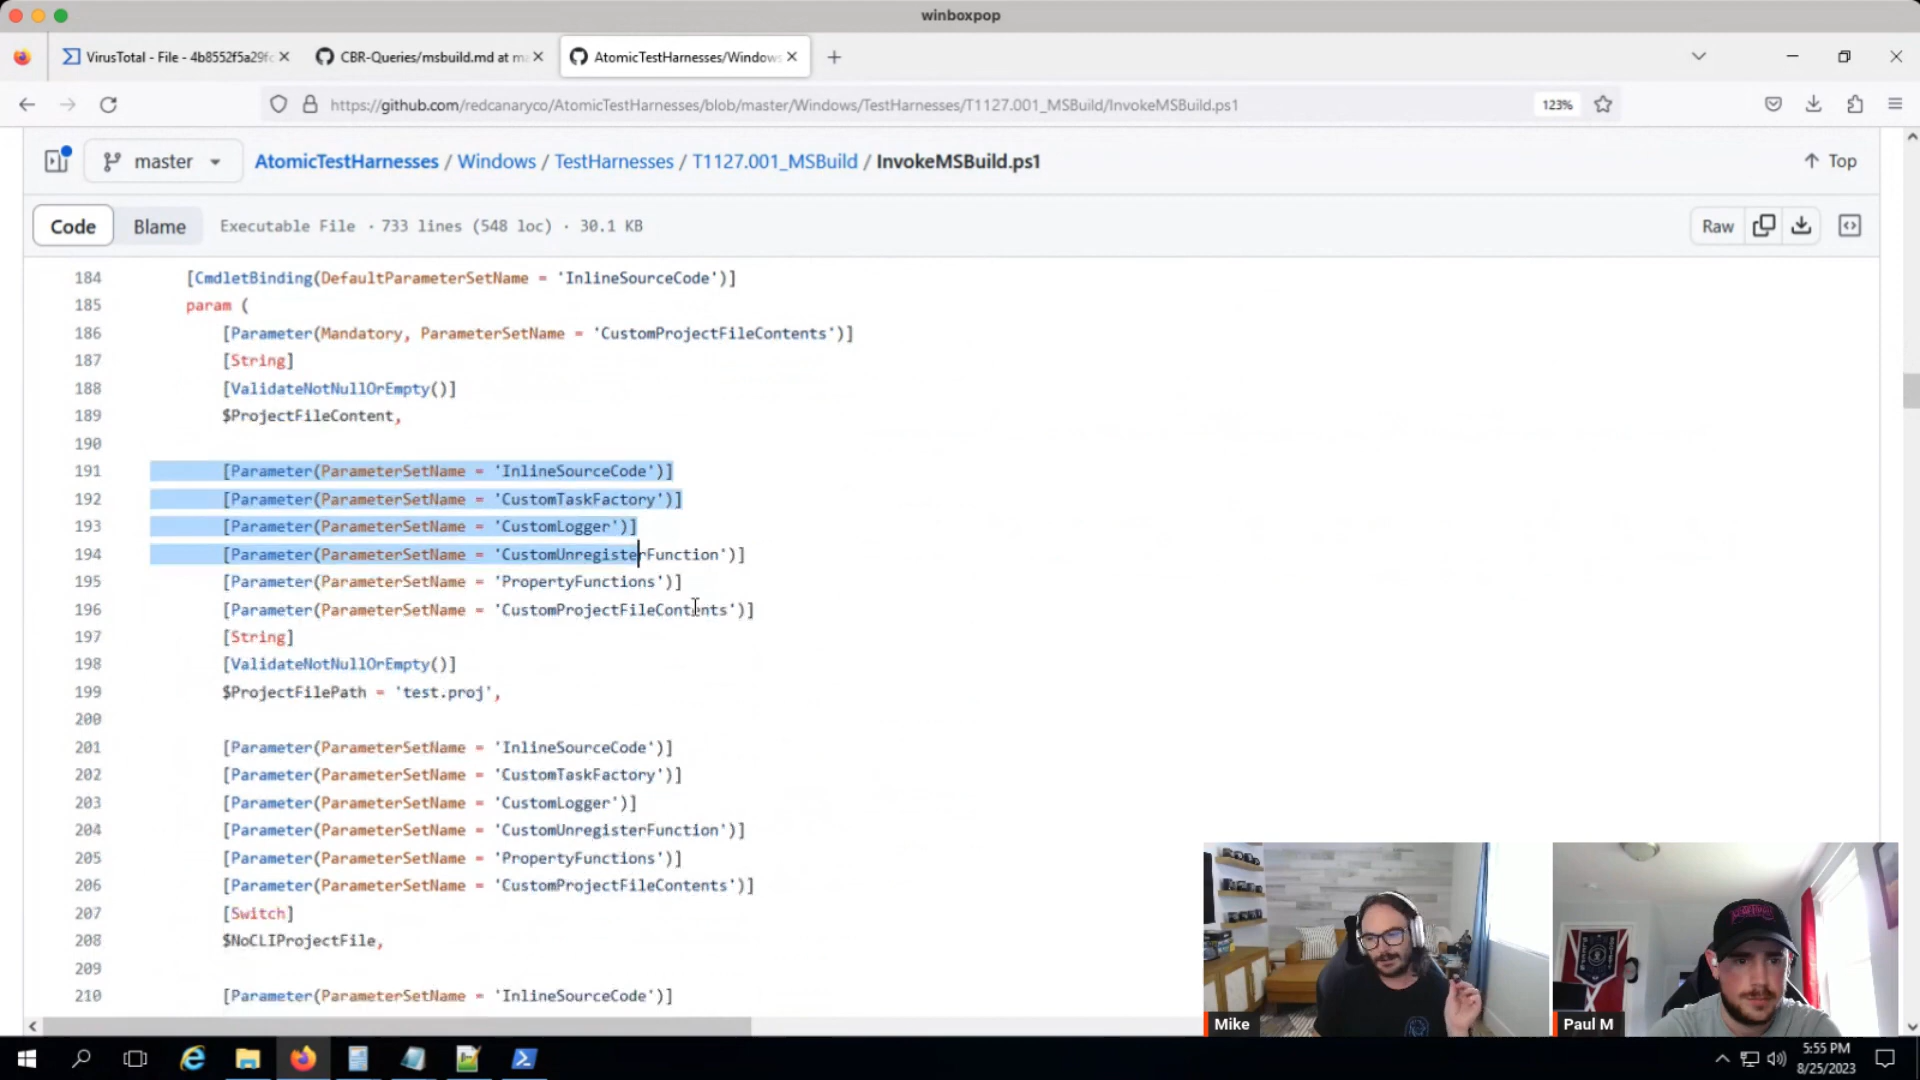 winboxpop
VirusTotal - File - 4b8552f5a29fc
CBR-Queries/msbuild.md at ma
AtomicTestHarnesses/Windows
https://github.com/redcanaryco/AtomicTestHarnesses/blob/master/Windows/TestHarnesses/T1127.001_MSBuild/InvokeMSBuild.ps1
123%
master
AtomicTestHarnesses / Windows / TestHarnesses / T1127.001_MSBuild / InvokeMSBuild.ps1
Top
Code
Blame
Executable File · 733 lines (548 loc) · 30.1 KB
Raw
184 [CmdletBinding(DefaultParameterSetName = 'InlineSourceCode')]
185 param (
186 [Parameter(Mandatory, ParameterSetName = 'CustomProjectFileContents')]
187 [String]
188 [ValidateNotNullOrEmpty()]
189 $ProjectFileContent,
190
191 [Parameter(ParameterSetName = 'InlineSourceCode')]
192 [Parameter(ParameterSetName = 'CustomTaskFactory')]
193 [Parameter(ParameterSetName = 'CustomLogger')]
194 [Parameter(ParameterSetName = 'CustomUnregisterFunction')]
195 [Parameter(ParameterSetName = 'PropertyFunctions')]
196 [Parameter(ParameterSetName = 'CustomProjectFileContents')]
197 [String]
198 [ValidateNotNullOrEmpty()]
199 $ProjectFilePath = 'test.proj',
200
201 [Parameter(ParameterSetName = 'InlineSourceCode')]
202 [Parameter(ParameterSetName = 'CustomTaskFactory')]
203 [Parameter(ParameterSetName = 'CustomLogger')]
204 [Parameter(ParameterSetName = 'CustomUnregisterFunction')]
205 [Parameter(ParameterSetName = 'PropertyFunctions')]
206 [Parameter(ParameterSetName = 'CustomProjectFileContents')]
207 [Switch]
208 $NoCLIProjectFile,
209
210 [Parameter(ParameterSetName = 'InlineSourceCode')]
Mike
Paul M
5:55 PM
8/25/2023